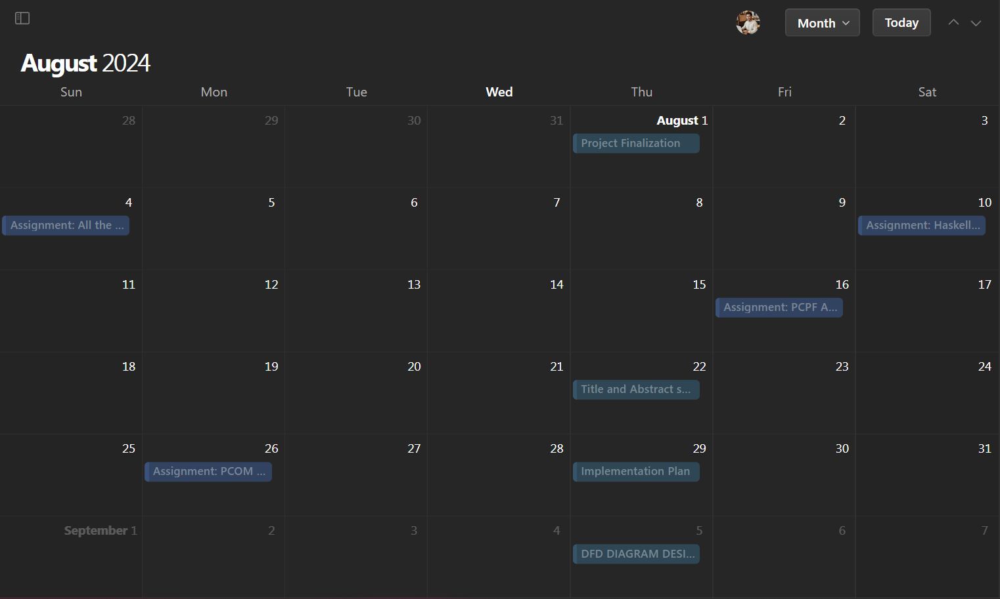 Month
Today
August 2024
Sun Mon Tue Wed Thu Fri Sat
28 29 30 31 August 1 2 3
Project Finalization
4 5 6 7 8 9 10
Assignment: All the ... Assignment: Haskell...
11 12 13 14 15 16 17
Assignment: PCPF A...
18 19 20 21 22 23 24
Title and Abstract s...
25 26 27 28 29 30 31
Assignment: PCOM ... Implementation Plan
September 1 2 3 4 5 6 7
DFD DIAGRAM DESI...